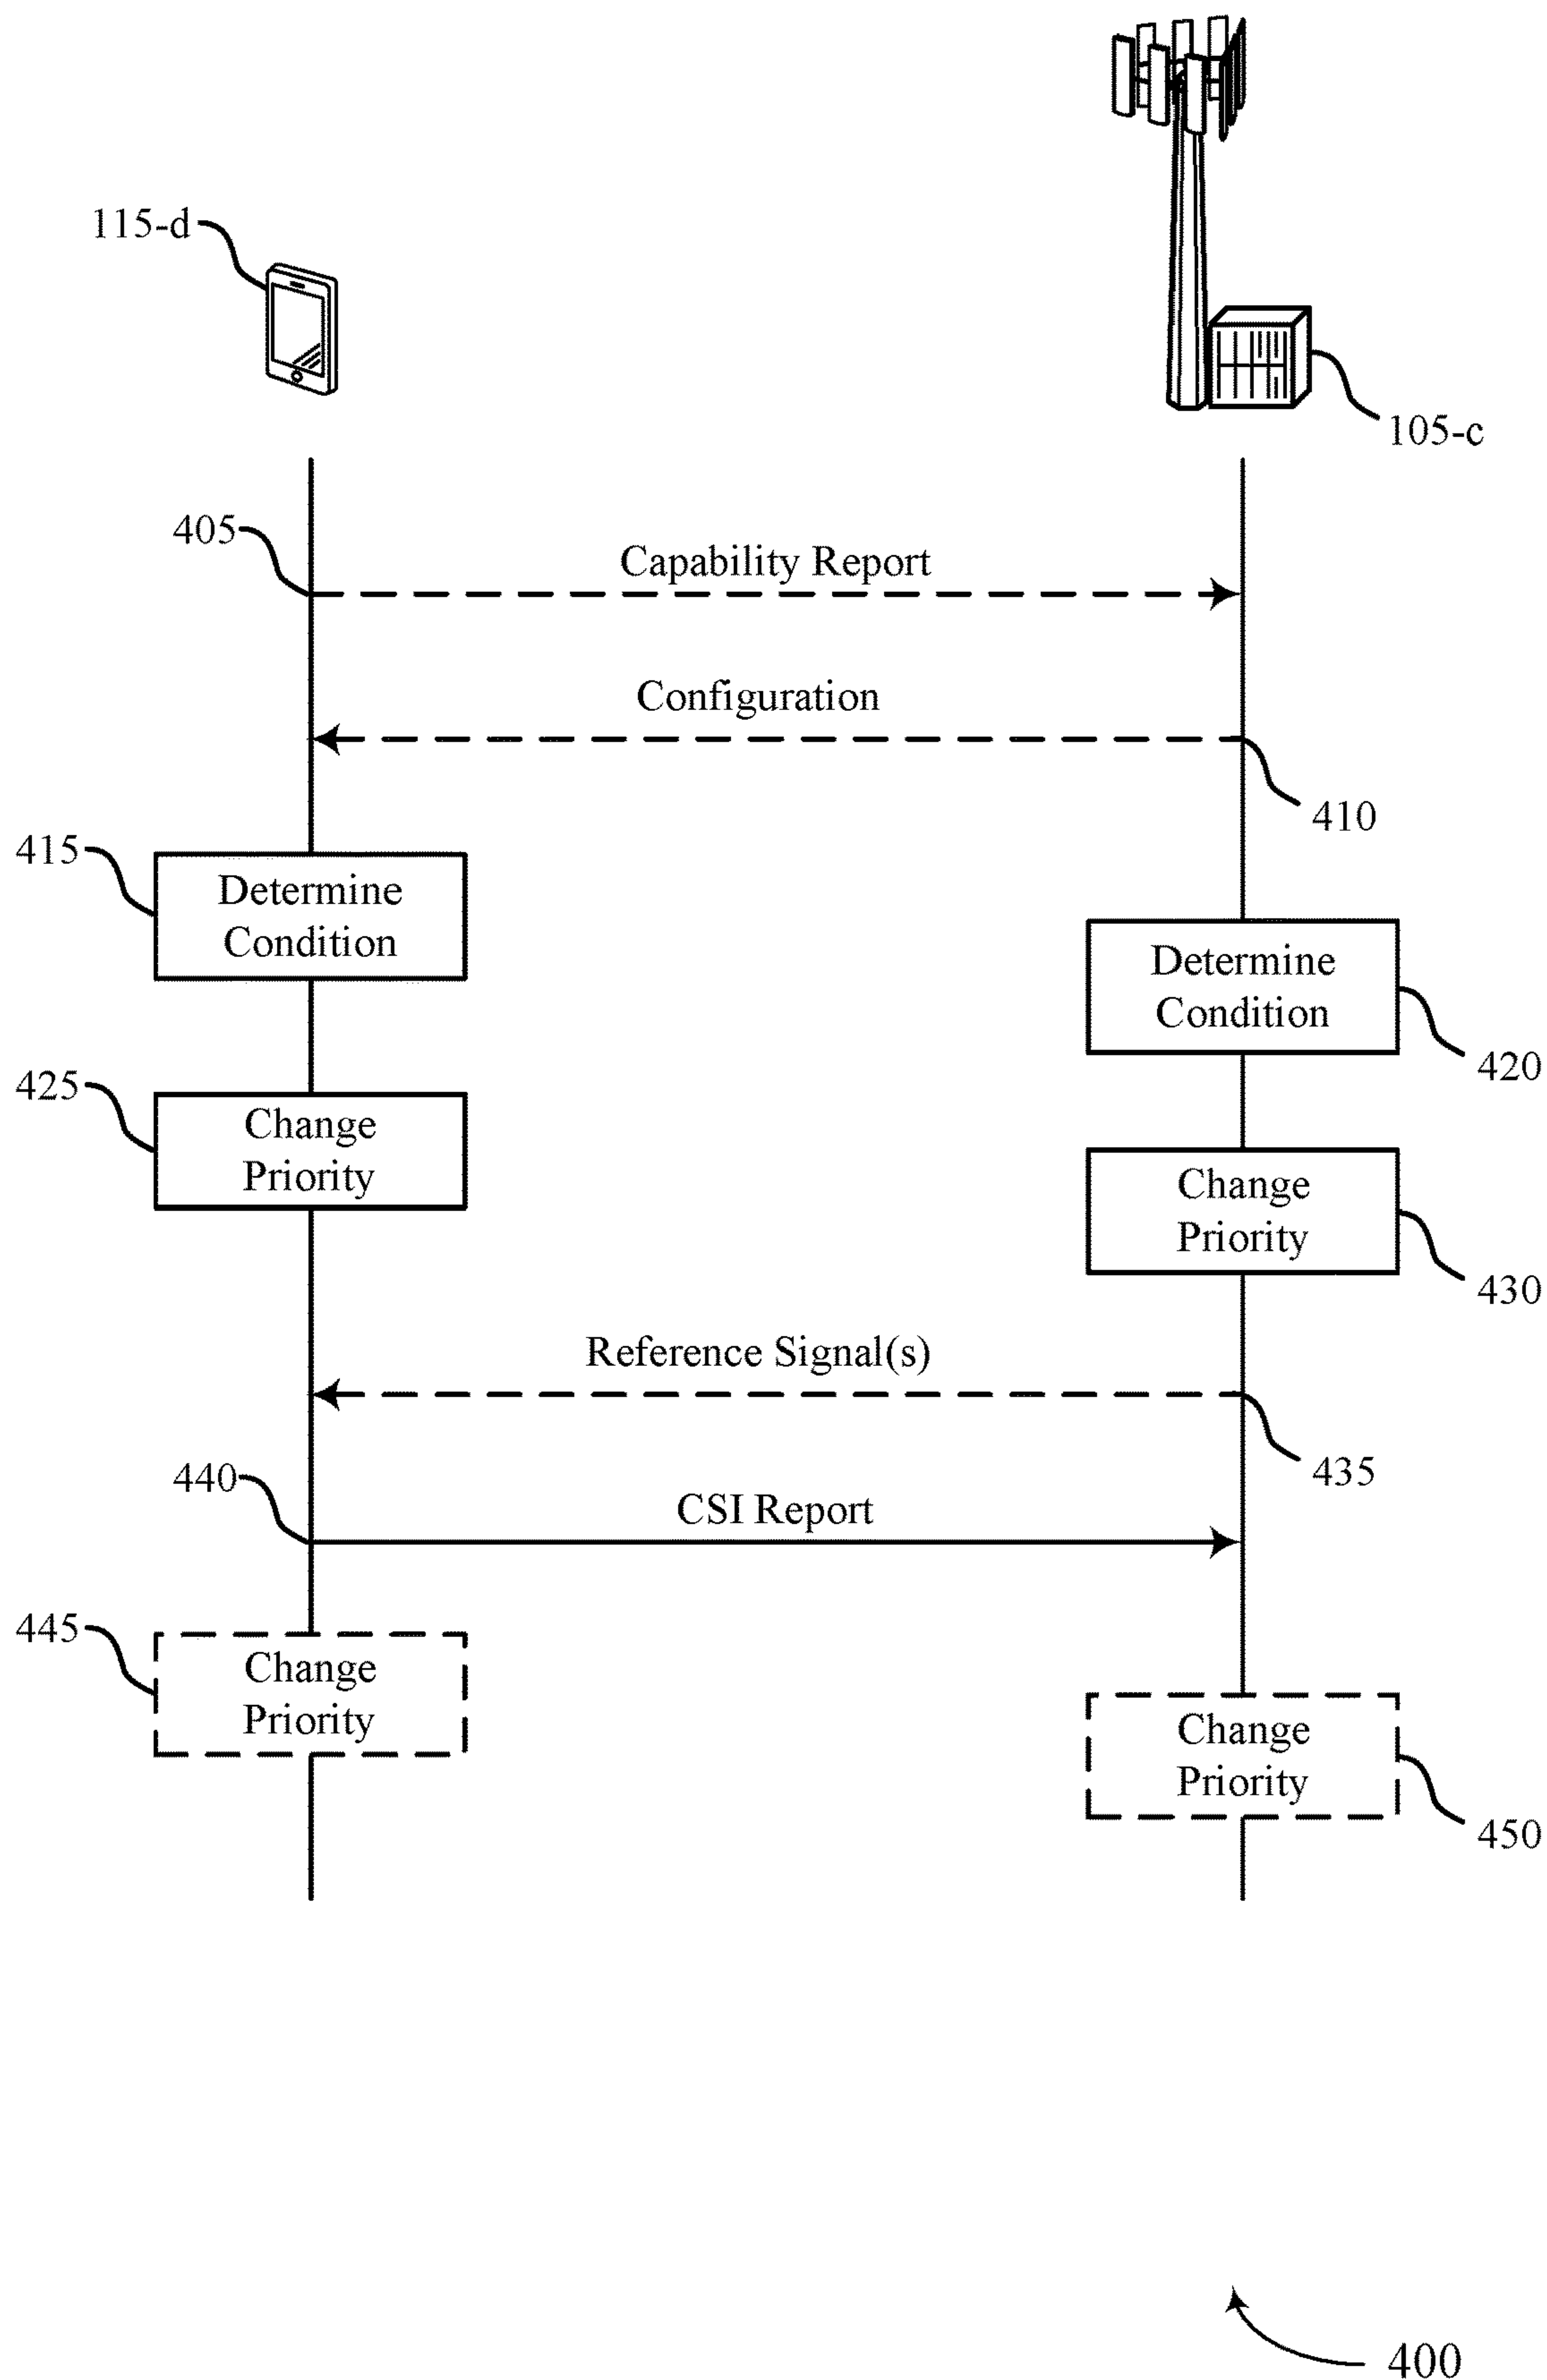 115-d
105-c
405
Capability Report
Configuration
410
415
Determine
Condition
Determine
Condition
420
425
Change
Priority
Change
Priority
430
Reference Signal(s)
435
440
CSI Report
445
Change
Priority
Change
Priority
450
400